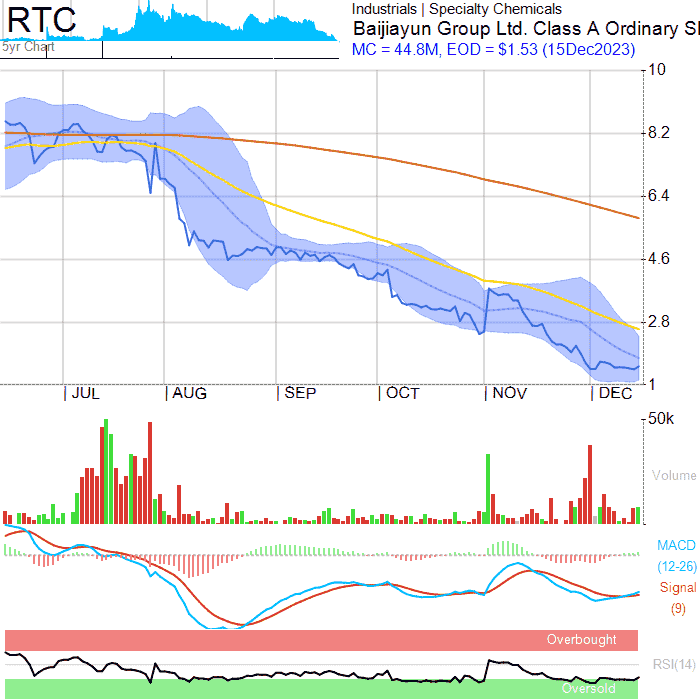 RTC
5yr Chart
Industrials | Specialty Chemicals
Baijiayun Group Ltd. Class A Ordinary S
MC = 44.8M, EOD = $1.53 (15Dec2023)
10
8.2
6.4
4.6
2.8
1
JUL AUG SEP OCT NOV DEC
50k
Volume
MACD
(12-26)
Signal
(9)
Overbought
RSI(14)
Oversold